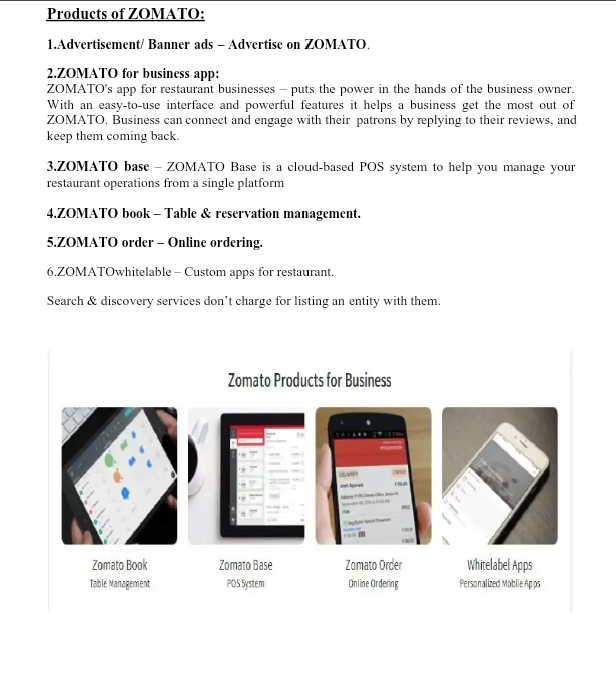 Products of ZOMATO:
1.Advertisement/ Banner ads – Advertise on ZOMATO.
2.ZOMATO for business app:
ZOMATO's app for restaurant businesses – puts the power in the hands of the business owner.
With an easy-to-use interface and powerful features it helps a business get the most out of
ZOMATO. Business can connect and engage with their patrons by replying to their reviews, and
keep them coming back.
3.ZOMATO base – ZOMATO Base is a cloud-based POS system to help you manage your
restaurant operations from a single platform
4.ZOMATO book – Table & reservation management.
5.ZOMATO order – Online ordering.
6.ZOMATOwhitelable – Custom apps for restaurant.
Search & discovery services don’t charge for listing an entity with them.
Zomato Products for Business
DELIVERY
Zomato Book
Table Management
Zomato Base
POS System
Zomato Order
Online Ordering
Whitelabel Apps
Personalized Mobile Apps